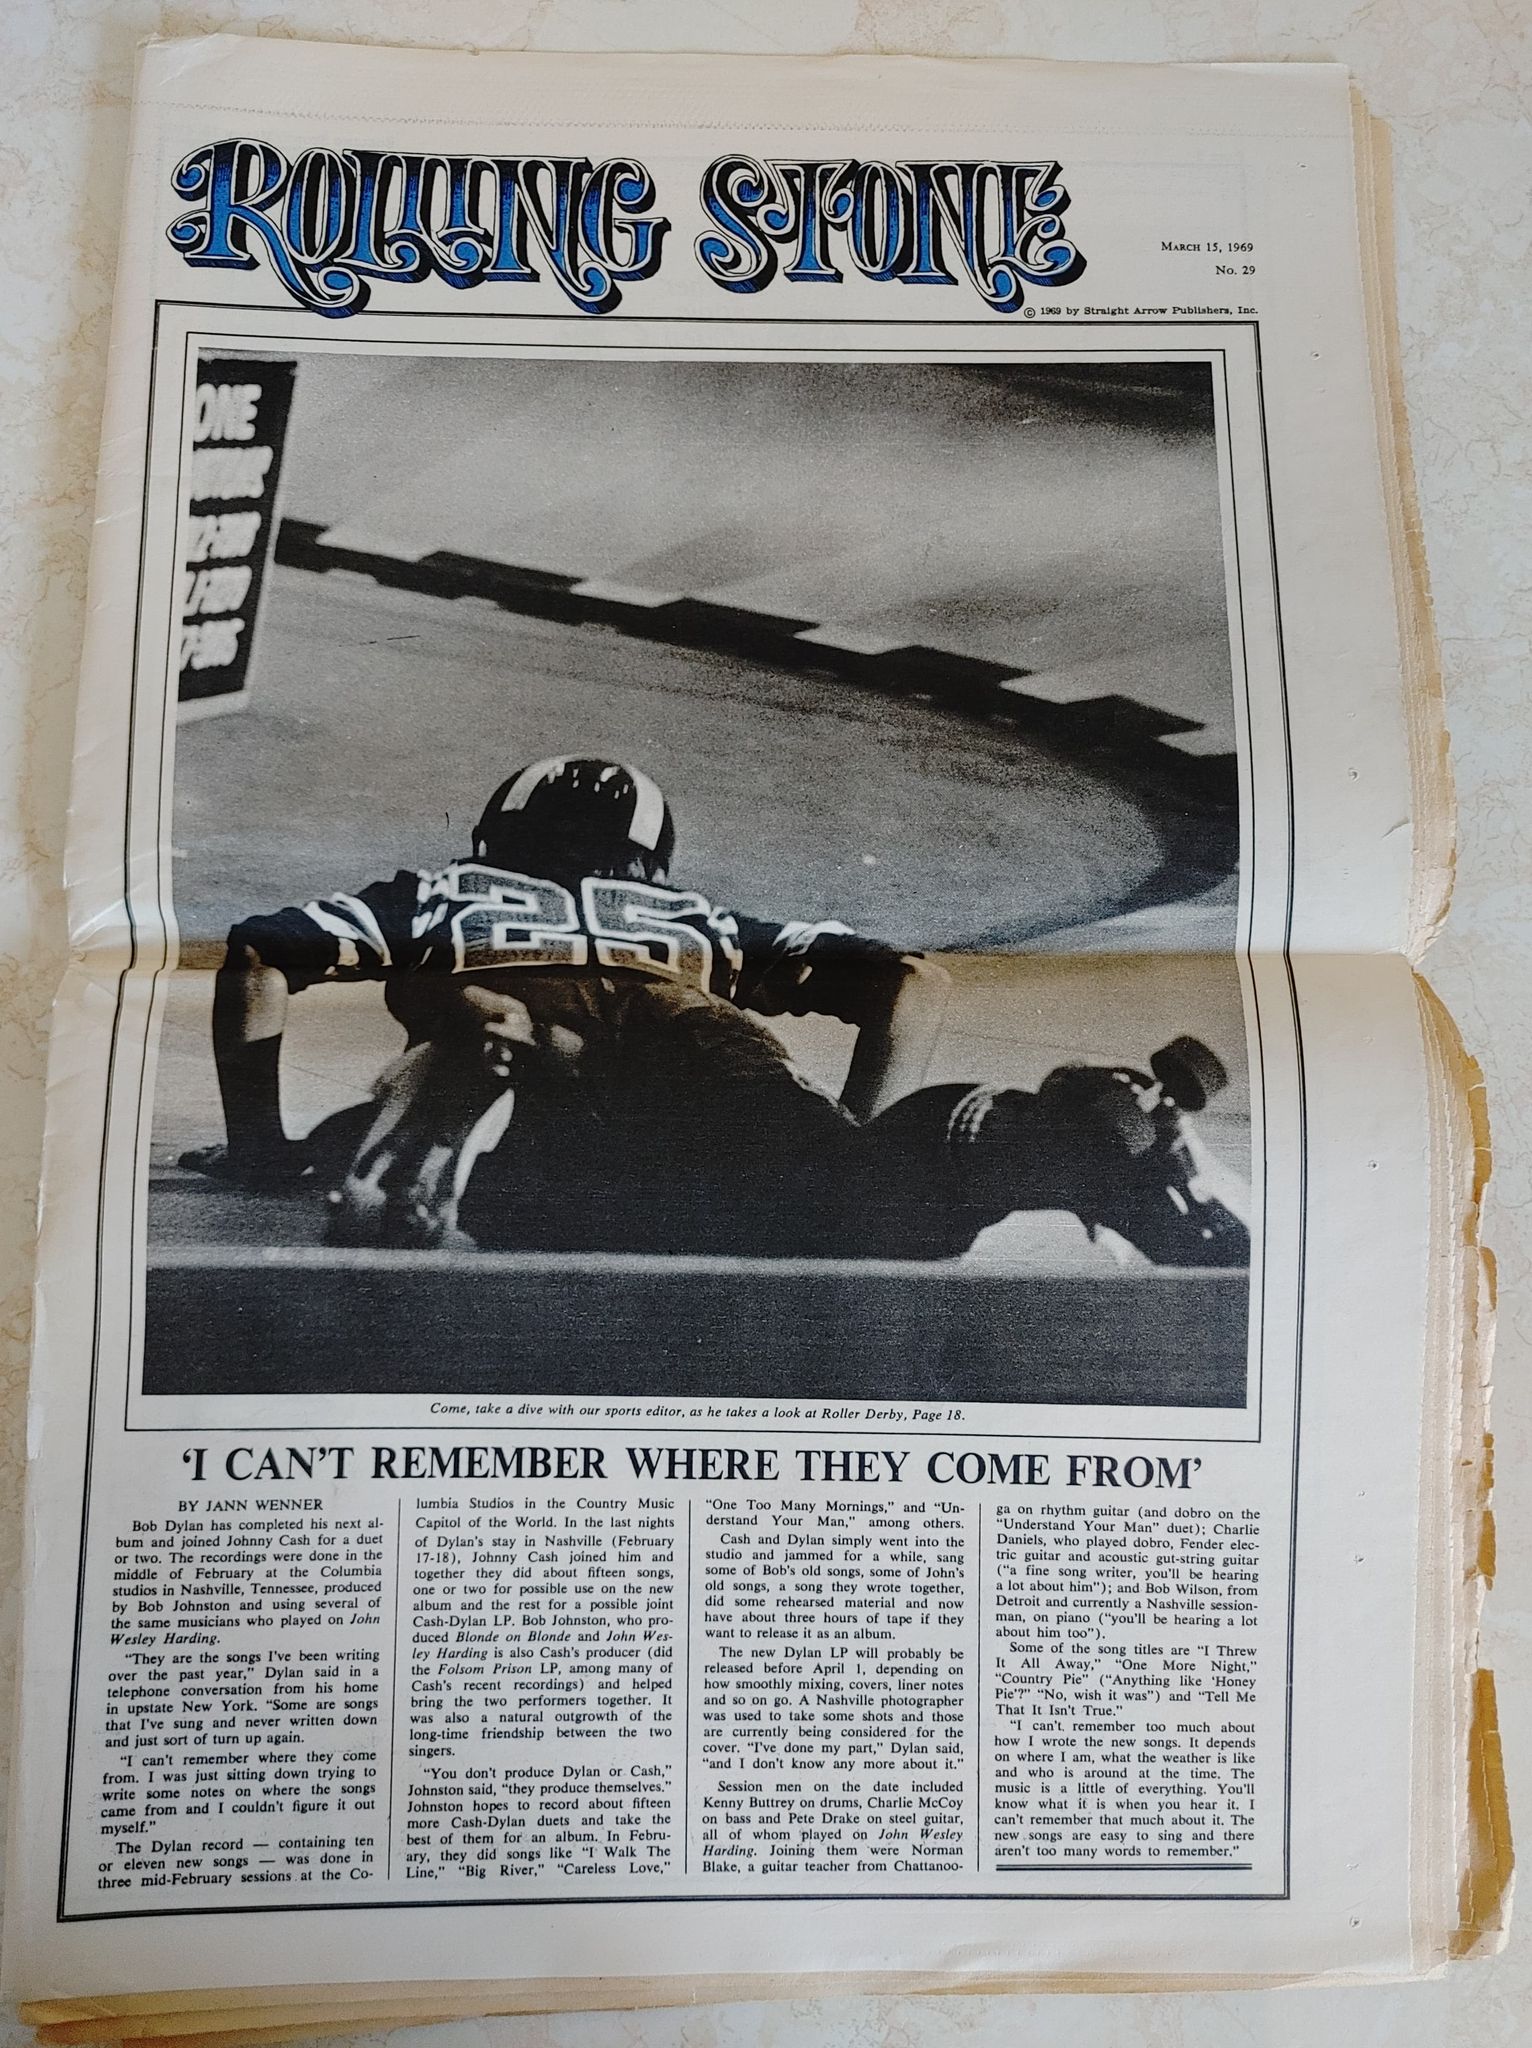 ROLLING STONE
MARCH 15, 1969
No. 29
© 1969 by Straight Arrow Publishers, Inc.
ONE
25
Come, take a dive with our sports editor, as he takes a look at Roller Derby, Page 18.
'I CAN'T REMEMBER WHERE THEY COME FROM'
BY JANN WENNER
Bob Dylan has completed his next al-
bum and joined Johnny Cash for a duet
or two. The recordings were done in the
middle of February at the Columbia
studios in Nashville, Tennessee, produced
by Bob Johnston and using several of
the same musicians who played on John
Wesley Harding.
"They are the songs I've been writing
over the past year," Dylan said in a
telephone conversation from his home
in upstate New York. "Some are songs
that I've sung and never written down
and just sort of turn up again.
"I can't remember where they come
from. I was just sitting down trying to
write some notes on where the songs
came from and I couldn't figure it out
myself."
The Dylan record — containing ten
or eleven new songs — was done in
three mid-February sessions at the Co-
lumbia Studios in the Country Music
Capitol of the World. In the last nights
of Dylan's stay in Nashville (February
17-18), Johnny Cash joined him and
together they did about fifteen songs,
one or two for possible use on the new
album and the rest for a possible joint
Cash-Dylan LP. Bob Johnston, who pro-
duced Blonde on Blonde and John Wes-
ley Harding is also Cash's producer (did
the Folsom Prison LP, among many of
Cash's recent recordings) and helped
bring the two performers together. It
was also a natural outgrowth of the
long-time friendship between the two
singers.
"You don't produce Dylan or Cash,"
Johnston said, "they produce themselves."
Johnston hopes to record about fifteen
more Cash-Dylan duets and take the
best of them for an album. In Febru-
ary, they did songs like "I Walk The
Line," "Big River," "Careless Love,"
"One Too Many Mornings," and "Un-
derstand Your Man," among others.
Cash and Dylan simply went into the
studio and jammed for a while, sang
some of Bob's old songs, some of John's
old songs, a song they wrote together,
did some rehearsed material and now
have about three hours of tape if they
want to release it as an album.
The new Dylan LP will probably be
released before April 1, depending on
how smoothly mixing, covers, liner notes
and so on go. A Nashville photographer
was used to take some shots and those
are currently being considered for the
cover. "I've done my part," Dylan said,
"and I don't know any more about it."
Session men on the date included
Kenny Buttrey on drums, Charlie McCoy
on bass and Pete Drake on steel guitar,
all of whom played on John Wesley
Harding. Joining them were Norman
Blake, a guitar teacher from Chattanoo-
ga on rhythm guitar (and dobro on the
"Understand Your Man" duet); Charlie
Daniels, who played dobro, Fender elec-
tric guitar and acoustic gut-string guitar
("a fine song writer, you'll be hearing
a lot about him"); and Bob Wilson, from
Detroit and currently a Nashville session-
man, on piano ("you'll be hearing a lot
about him too").
Some of the song titles are "I Threw
It All Away," "One More Night,"
"Country Pie" ("Anything like 'Honey
Pie'?" "No, wish it was") and "Tell Me
That It Isn't True."
"I can't remember too much about
how I wrote the new songs. It depends
on where I am, what the weather is like
and who is around at the time. The
music is a little of everything. You'll
know what it is when you hear it. I
can't remember that much about it. The
new songs are easy to sing and there
aren't too many words to remember."